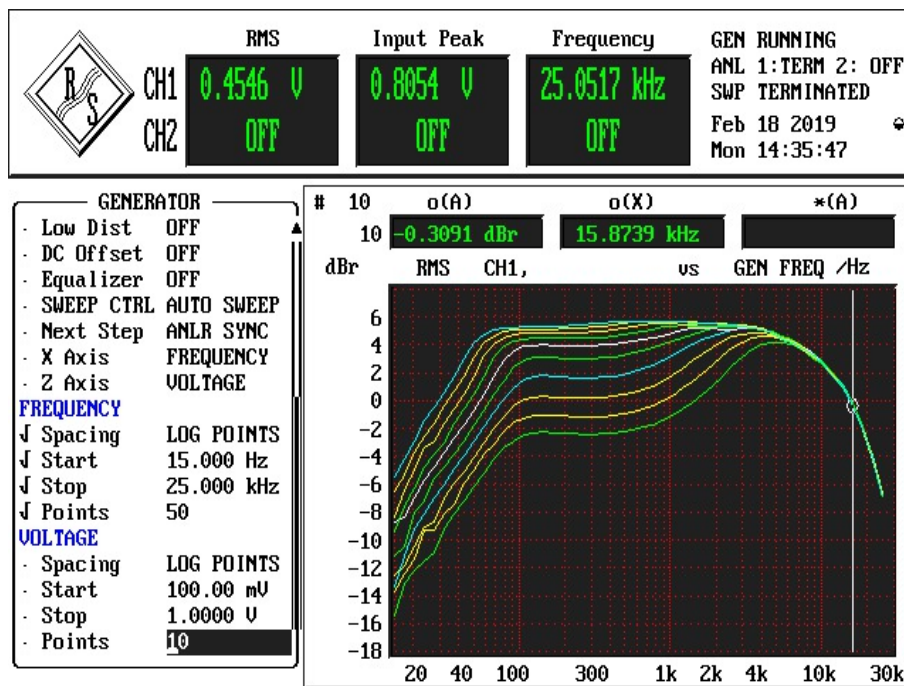 RMS Input Peak Frequency GEN RUNNING
R S CH1 0.4546 V 0.8054 V 25.0517 kHz ANL 1:TERM 2: OFF
SWP TERMINATED
CH2 OFF OFF OFF Feb 18 2019
Mon 14:35:47
GENERATOR
· Low Dist OFF
· DC Offset OFF
· Equalizer OFF
· SWEEP CTRL AUTO SWEEP
· Next Step ANLR SYNC
· X Axis FREQUENCY
· Z Axis VOLTAGE
FREQUENCY
√ Spacing LOG POINTS
√ Start 15.000 Hz
√ Stop 25.000 kHz
√ Points 50
VOLTAGE
· Spacing LOG POINTS
· Start 100.00 mV
· Stop 1.0000 V
· Points 10
# 10 o(A) o(X) *(A)
10 -0.3091 dBr 15.8739 kHz
dBr RMS CH1, vs GEN FREQ /Hz
6
4
2
0
-2
-4
-6
-8
-10
-12
-14
-16
-18
20 40 100 300 1k 2k 4k 10k 30k